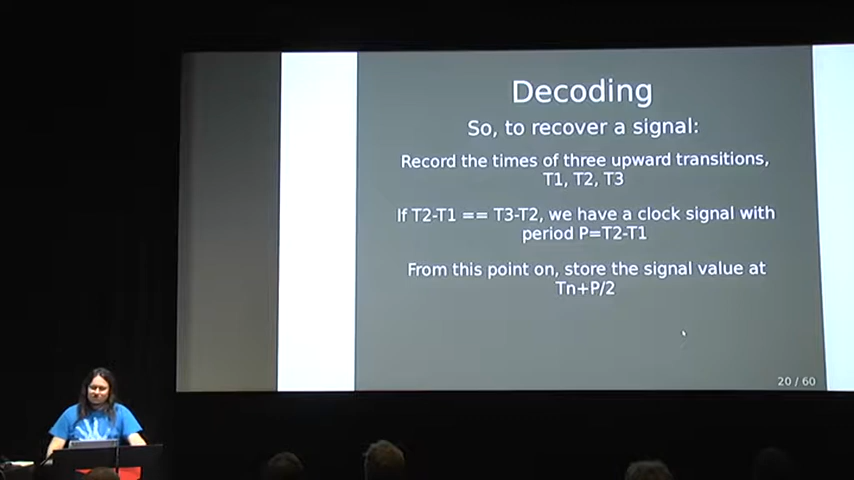 Decoding
So, to recover a signal:
Record the times of three upward transitions,
T1, T2, T3
If T2-T1 == T3-T2, we have a clock signal with
period P=T2-T1
From this point on, store the signal value at
Tn+P/2
20 / 60